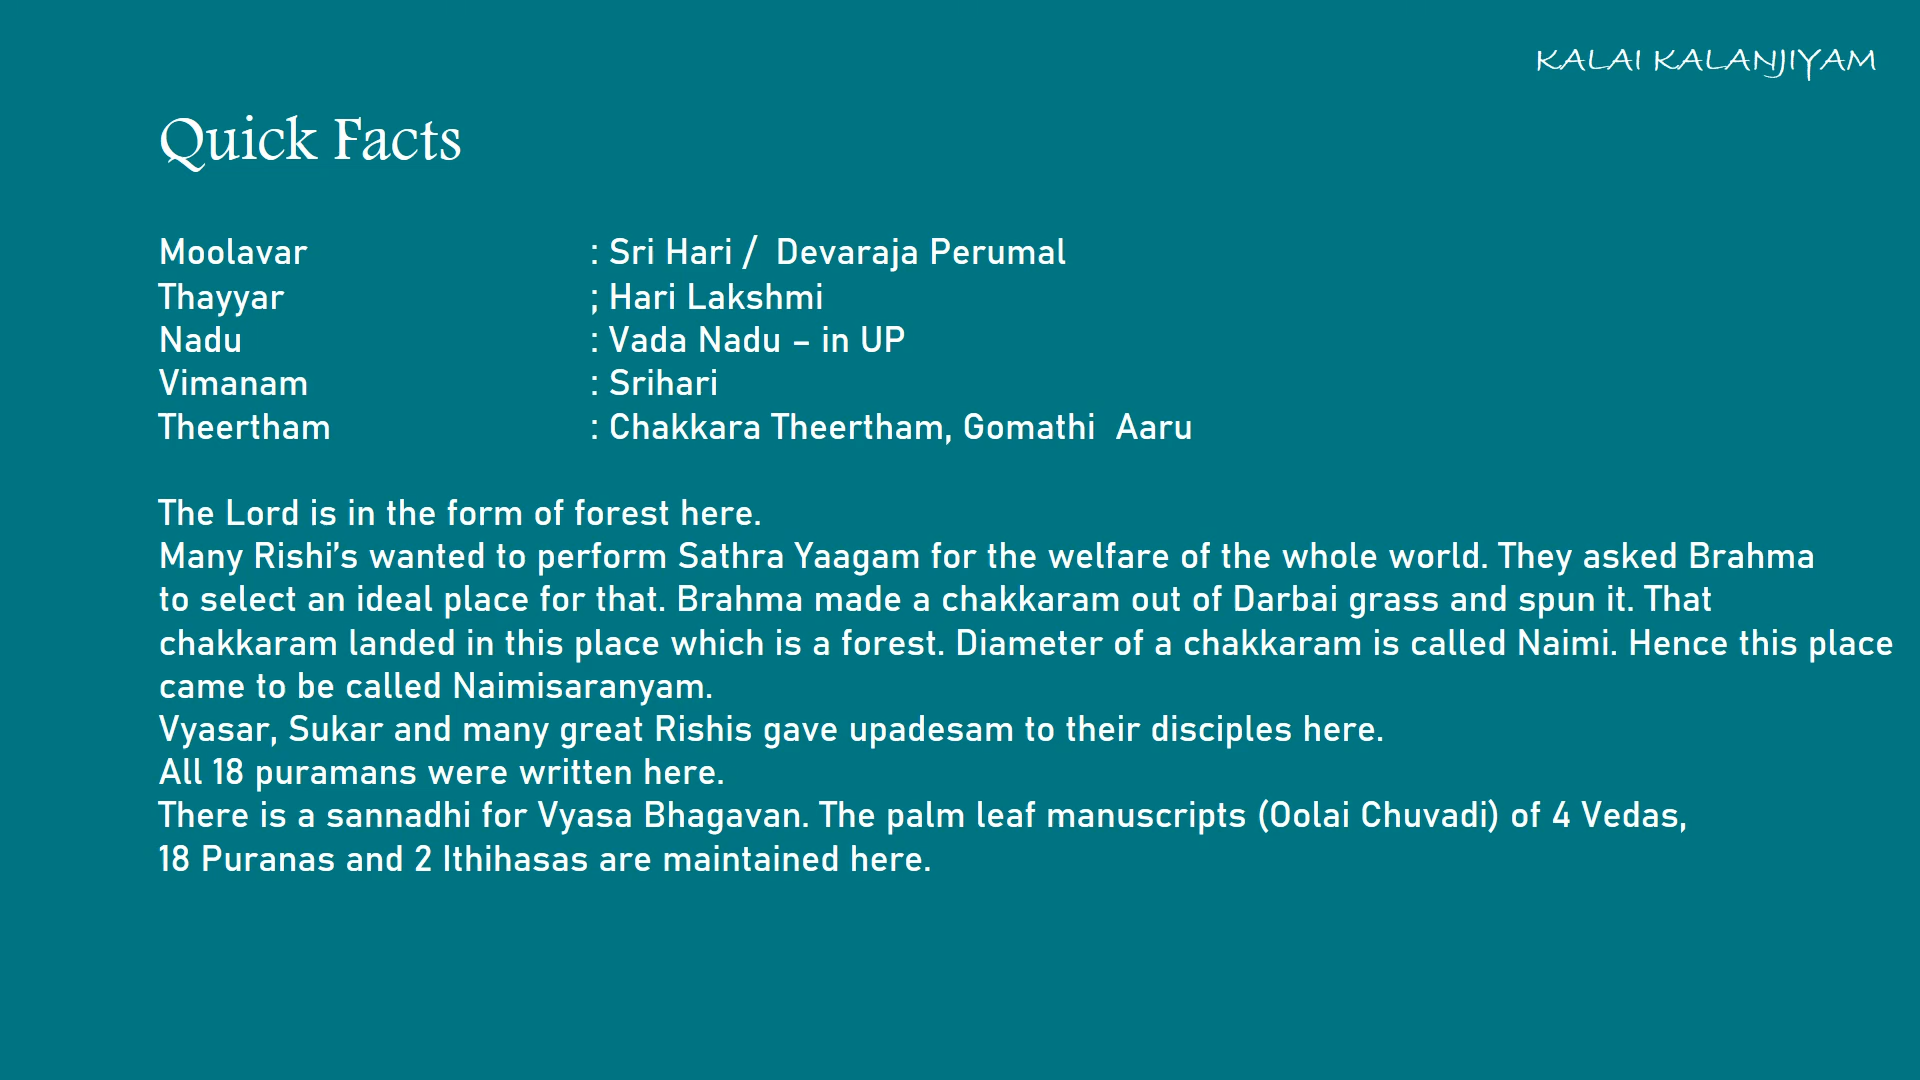 KALAI KALANJIYAM
Quick Facts
Moolavar : Sri Hari / Devaraja Perumal
Thayyar ; Hari Lakshmi
Nadu : Vada Nadu – in UP
Vimanam : Srihari
Theertham : Chakkara Theertham, Gomathi Aaru
The Lord is in the form of forest here.
Many Rishi’s wanted to perform Sathra Yaagam for the welfare of the whole world. They asked Brahma
to select an ideal place for that. Brahma made a chakkaram out of Darbai grass and spun it. That
chakkaram landed in this place which is a forest. Diameter of a chakkaram is called Naimi. Hence this place
came to be called Naimisaranyam.
Vyasar, Sukar and many great Rishis gave upadesam to their disciples here.
All 18 puramans were written here.
There is a sannadhi for Vyasa Bhagavan. The palm leaf manuscripts (Oolai Chuvadi) of 4 Vedas,
18 Puranas and 2 Ithihasas are maintained here.